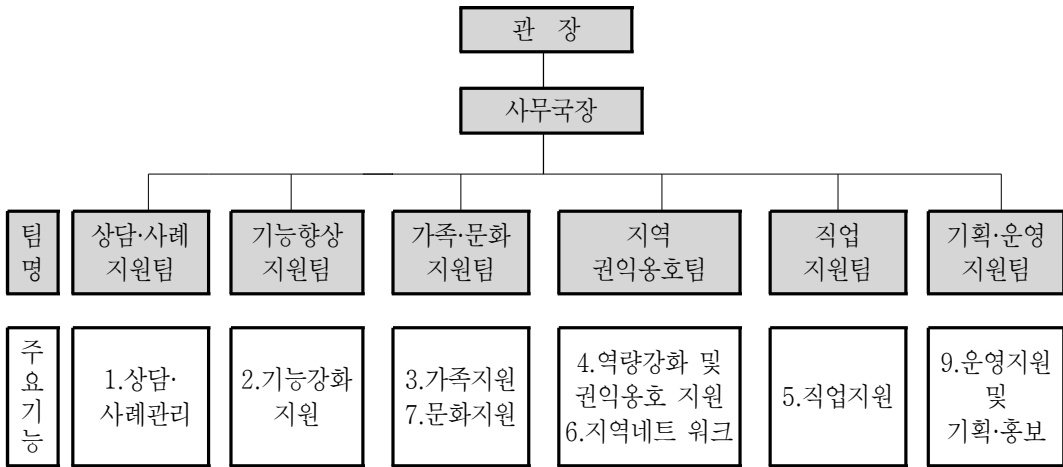 관 장
사무국장
팀
명
상담·사례
지원팀
기능향상
지원팀
가족·문화
지원팀
지역
권익옹호팀
직업
지원팀
기획·운영
지원팀
주
요
기
능
1.상담·
사례관리
2.기능강화
지원
3.가족지원
7.문화지원
4.역량강화 및
권익옹호 지원
6.지역네트 워크
5.직업지원
9.운영지원
및
기획·홍보